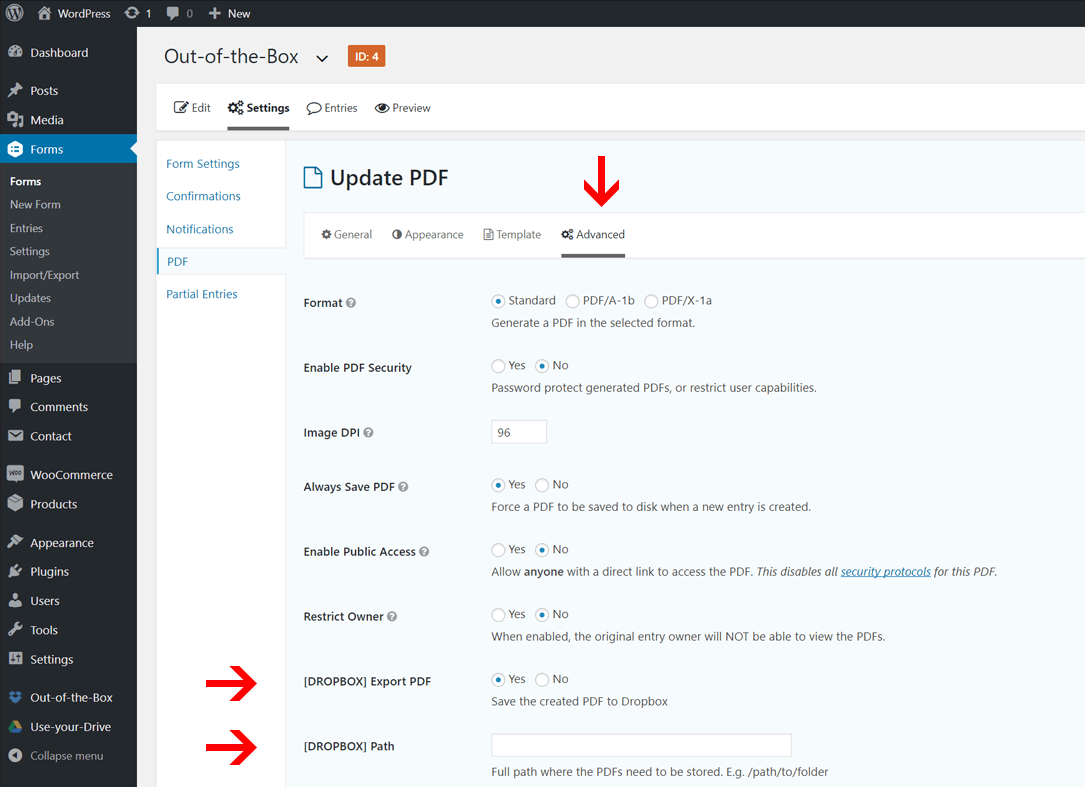 WordPress 1 0 New
Dashboard
Posts
Media
Forms
Forms
New Form
Entries
Settings
Import/Export
Updates
Add-Ons
Help
Pages
Comments
Contact
WOO WooCommerce
Products
Appearance
Plugins
Users
Tools
Settings
Out-of-the-Box
Use-your-Drive
Collapse menu
Out-of-the-Box ID: 4
Edit Settings Entries Preview
Form Settings
Confirmations
Notifications
PDF
Partial Entries
Update PDF
General Appearance Template Advanced
Format Standard PDF/A-1b PDF/X-1a
Generate a PDF in the selected format.
Enable PDF Security Yes No
Password protect generated PDFs, or restrict user capabilities.
Image DPI 96
Always Save PDF Yes No
Force a PDF to be saved to disk when a new entry is created.
Enable Public Access Yes No
Allow anyone with a direct link to access the PDF. This disables all security protocols for this PDF.
Restrict Owner Yes No
When enabled, the original entry owner will NOT be able to view the PDFs.
[DROPBOX] Export PDF Yes No
Save the created PDF to Dropbox
[DROPBOX] Path
Full path where the PDFs need to be stored. E.g. /path/to/folder